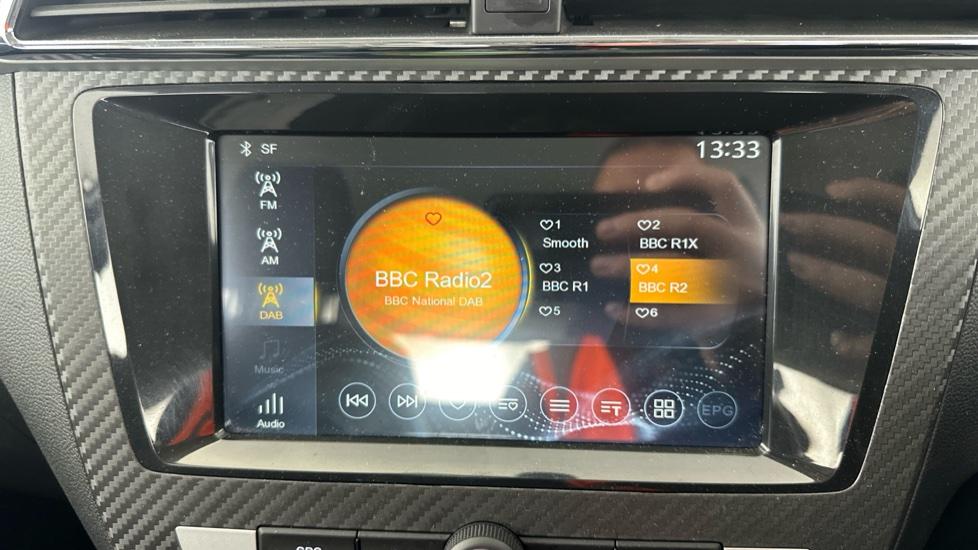 SF
13:33
FM
AM
DAB
Music
Audio
BBC Radio2
BBC National DAB
1
Smooth
2
BBC R1X
3
BBC R1
4
BBC R2
5
6
T
EPG